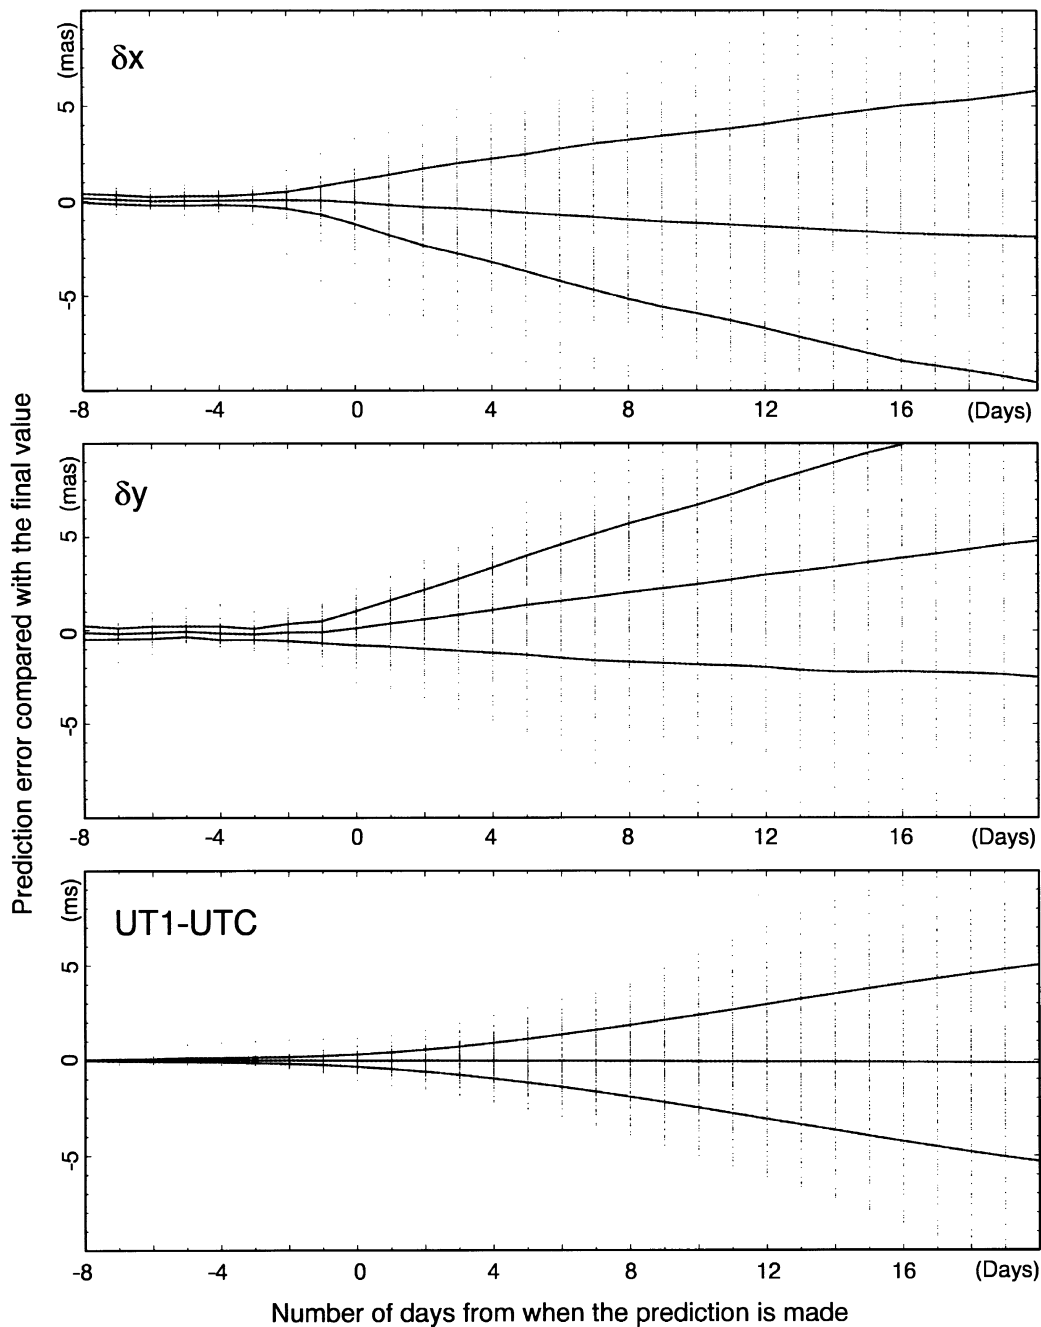 Prediction error compared with the final value
(mas)
δx
5
0
-5
-8 -4 0 4 8 12 16 (Days)
(mas)
δy
5
0
-5
-8 -4 0 4 8 12 16 (Days)
(ms)
UT1-UTC
5
0
-5
-8 -4 0 4 8 12 16 (Days)
Number of days from when the prediction is made